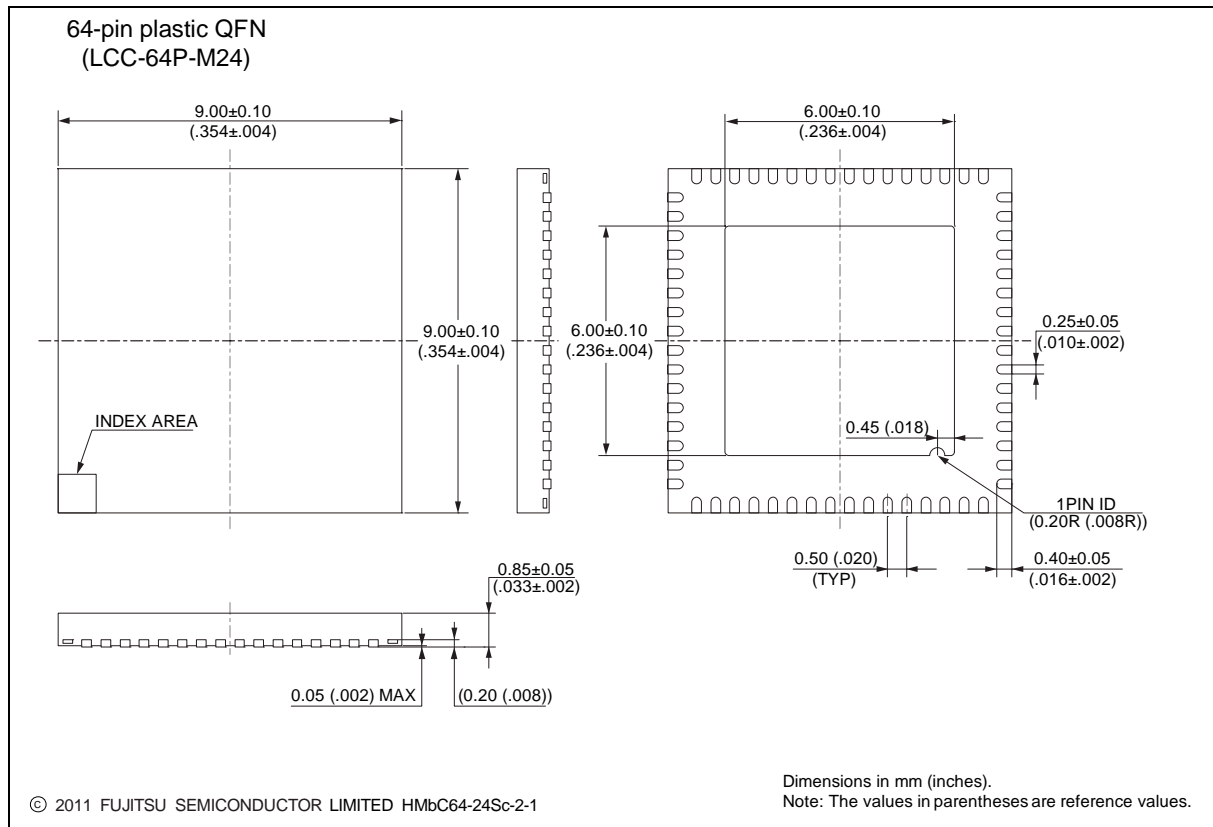 64-pin plastic QFN
(LCC-64P-M24)
9.00±0.10
(.354±.004)
6.00±0.10
(.236±.004)
9.00±0.10
(.354±.004)
6.00±0.10
(.236±.004)
0.25±0.05
(.010±.002)
INDEX AREA
0.45 (.018)
1PIN ID
(0.20R (.008R))
0.50 (.020)
(TYP)
0.40±0.05
(.016±.002)
0.85±0.05
(.033±.002)
0.05 (.002) MAX
(0.20 (.008))
Dimensions in mm (inches).
Note: The values in parentheses are reference values.
© 2011 FUJITSU SEMICONDUCTOR LIMITED HMbC64-24Sc-2-1